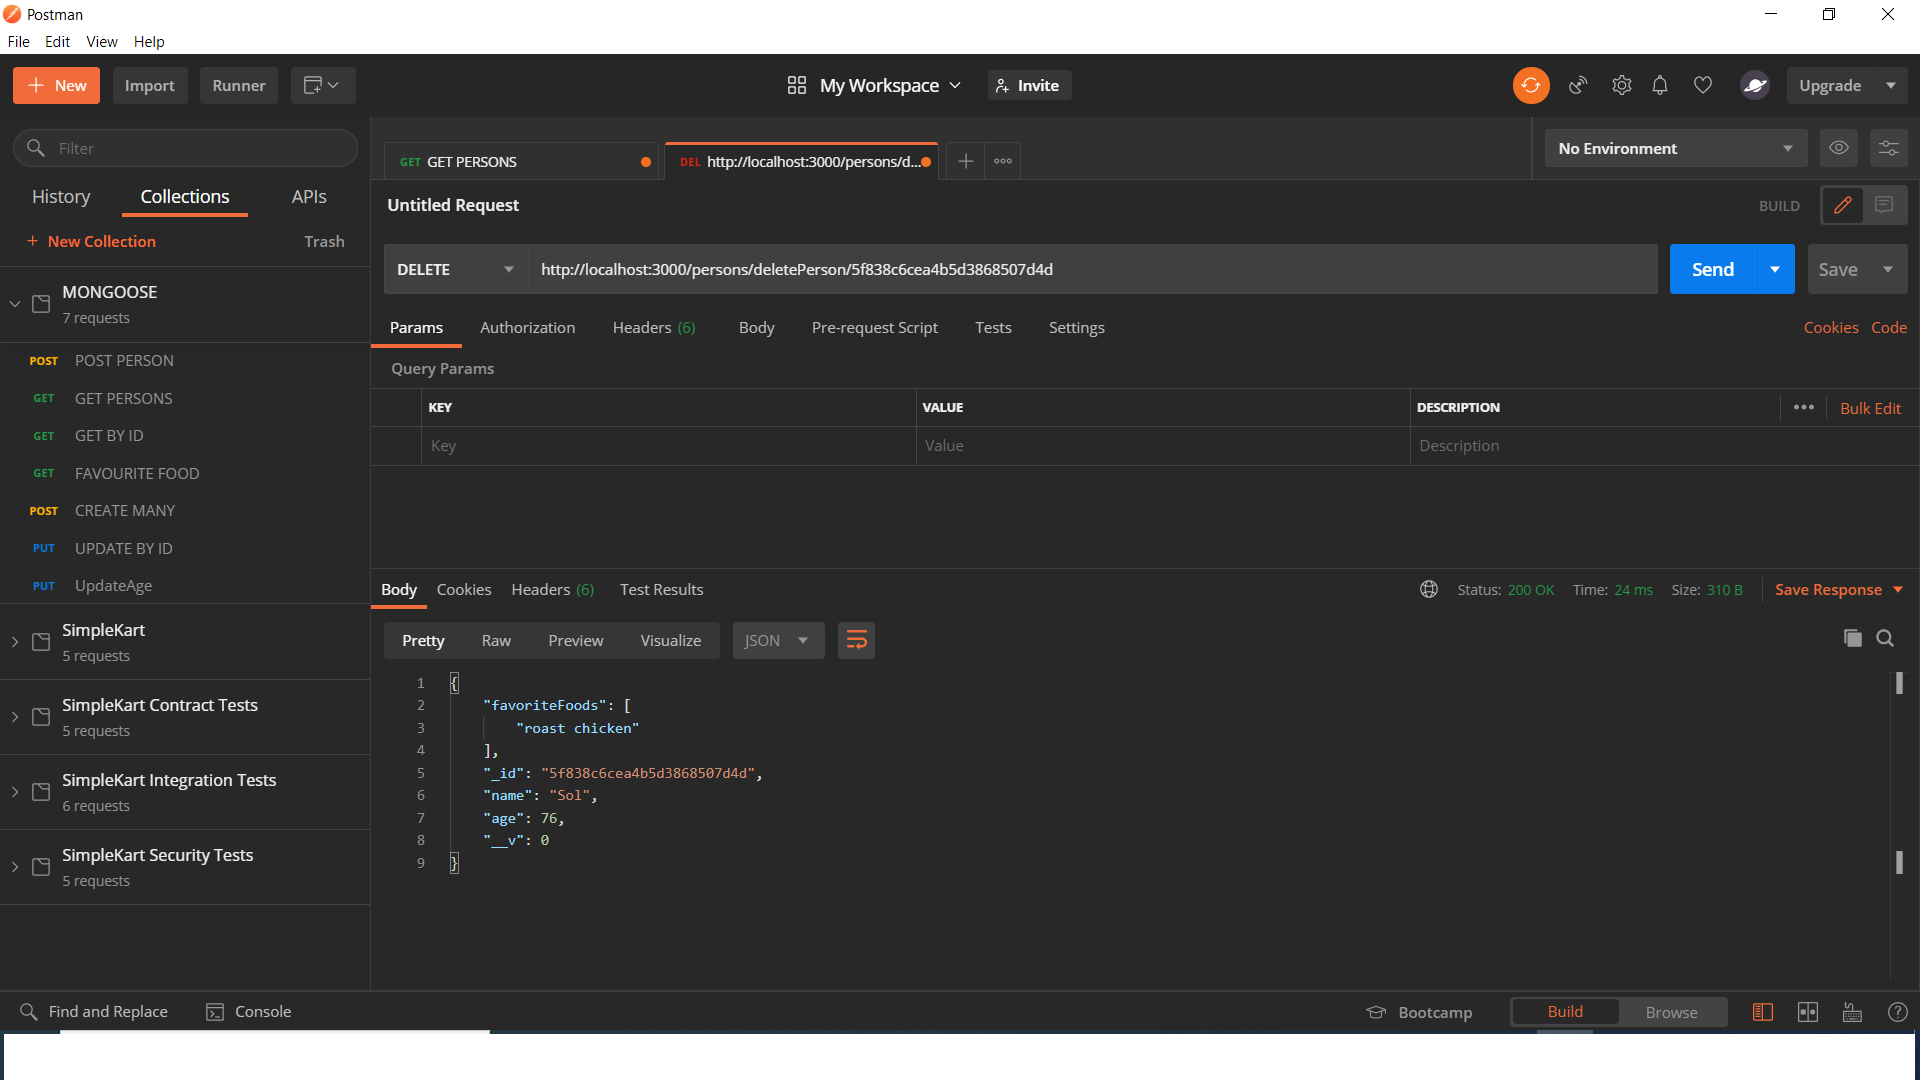 Postman
File Edit View Help
+ New Import Runner My Workspace Invite Upgrade
Filter
GET GET PERSONS DEL http://localhost:3000/persons/d... + ooo No Environment
History Collections APIs
Untitled Request BUILD
+ New Collection Trash
DELETE http://localhost:3000/persons/deletePerson/5f838c6cea4b5d3868507d4d Send Save
MONGOOSE
7 requests
Params Authorization Headers (6) Body Pre-request Script Tests Settings Cookies Code
POST POST PERSON
GET GET PERSONS
GET GET BY ID
GET FAVOURITE FOOD
POST CREATE MANY
PUT UPDATE BY ID
PUT UpdateAge
Query Params
KEY VALUE DESCRIPTION ••• Bulk Edit
Key Value Description
SimpleKart
5 requests
SimpleKart Contract Tests
5 requests
SimpleKart Integration Tests
6 requests
SimpleKart Security Tests
5 requests
Body Cookies Headers (6) Test Results Status: 200 OK Time: 24 ms Size: 310 B Save Response
Pretty Raw Preview Visualize JSON
1 {
2 "favoriteFoods": [
3 "roast chicken"
4 ],
5 "_id": "5f838c6cea4b5d3868507d4d",
6 "name": "Sol",
7 "age": 76,
8 "__v": 0
9 }
Find and Replace Console Bootcamp Build Browse